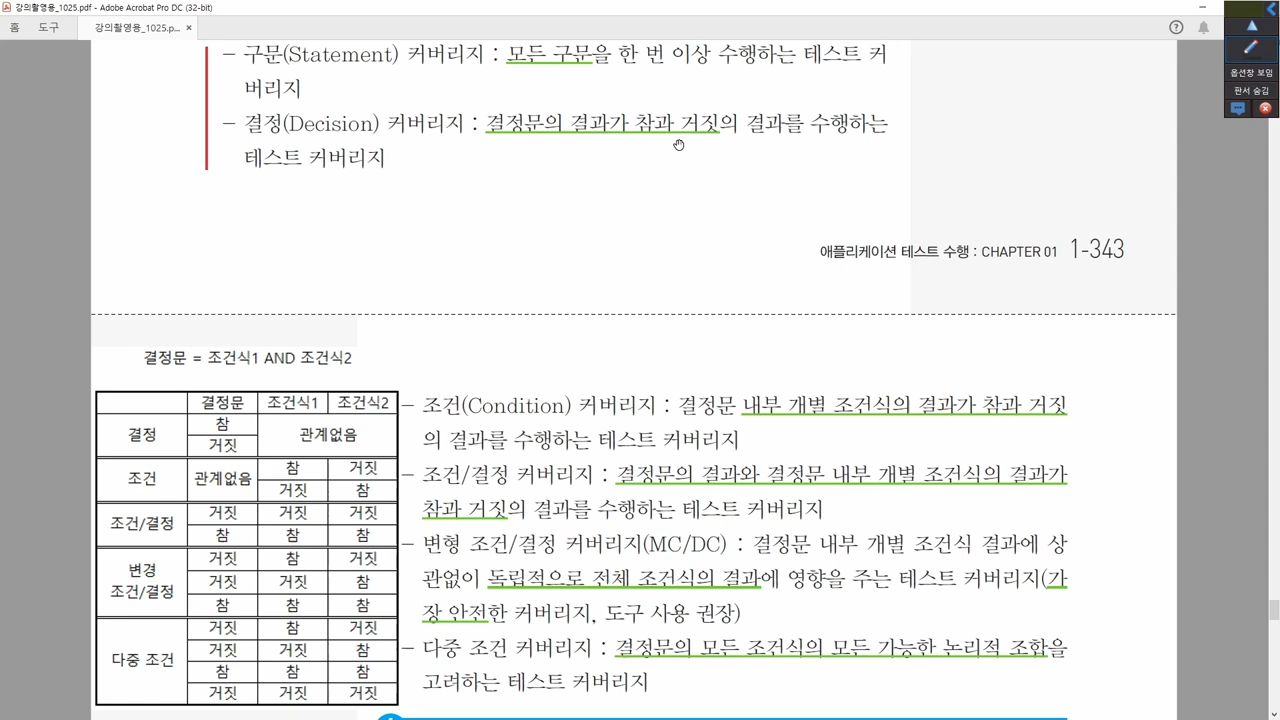 강의촬영용_1025.pdf - Adobe Acrobat Pro DC (32-bit)
홈 도구 강의촬영용_1025.p... ×
옵션창 보임
판서 숨김
– 구문(Statement) 커버리지 : 모든 구문을 한 번 이상 수행하는 테스트 커
버리지
– 결정(Decision) 커버리지 : 결정문의 결과가 참과 거짓의 결과를 수행하는
테스트 커버리지
애플리케이션 테스트 수행 : CHAPTER 01 1-343
결정문 = 조건식1 AND 조건식2
결정문 조건식1 조건식2
결정 참 관계없음
거짓
조건 관계없음 참 거짓
거짓 참
조건/결정 거짓 거짓 거짓
참 참 참
변경
조건/결정
거짓 참 거짓
거짓 거짓 참
참 참 참
다중 조건
거짓 참 거짓
거짓 거짓 참
참 참 참
거짓 거짓 거짓
– 조건(Condition) 커버리지 : 결정문 내부 개별 조건식의 결과가 참과 거짓
의 결과를 수행하는 테스트 커버리지
– 조건/결정 커버리지 : 결정문의 결과와 결정문 내부 개별 조건식의 결과가
참과 거짓의 결과를 수행하는 테스트 커버리지
– 변형 조건/결정 커버리지(MC/DC) : 결정문 내부 개별 조건식 결과에 상
관없이 독립적으로 전체 조건식의 결과에 영향을 주는 테스트 커버리지(가
장 안전한 커버리지, 도구 사용 권장)
– 다중 조건 커버리지 : 결정문의 모든 조건식의 모든 가능한 논리적 조합을
고려하는 테스트 커버리지